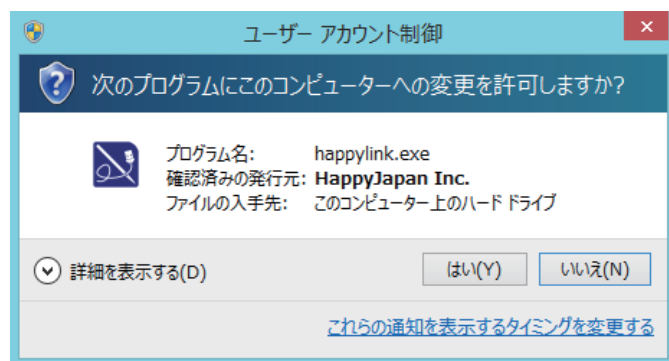 ユーザー アカウント制御
次のプログラムにこのコンピューターへの変更を許可しますか?
プログラム名: happylink.exe
確認済みの発行元: HappyJapan Inc.
ファイルの入手先: このコンピューター上のハード ドライブ
詳細を表示する(D) はい(Y) いいえ(N)
これらの通知を表示するタイミングを変更する